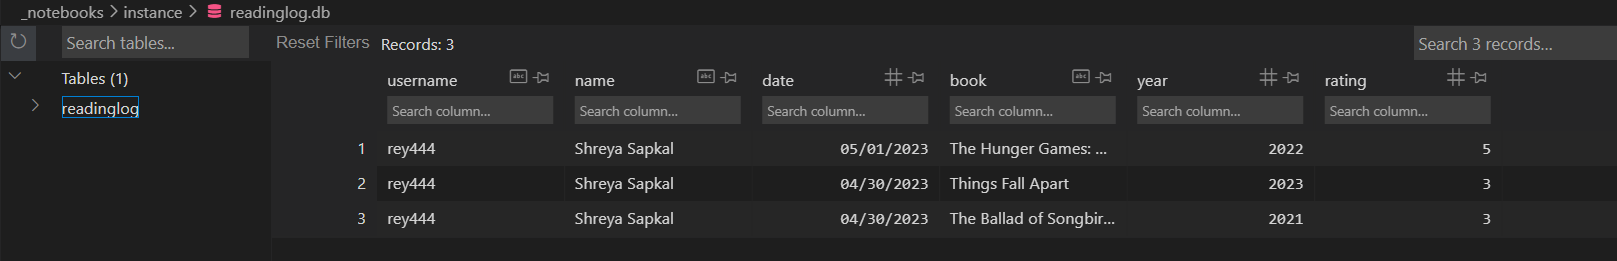 _notebooks > instance > readinglog.db
Search tables... Reset Filters Records: 3 Search 3 records...
Tables (1)
readinglog
username abc name abc date book abc year rating
Search column... Search column... Search column... Search column... Search column... Search column...
1 rey444 Shreya Sapkal 05/01/2023 The Hunger Games: ... 2022 5
2 rey444 Shreya Sapkal 04/30/2023 Things Fall Apart 2023 3
3 rey444 Shreya Sapkal 04/30/2023 The Ballad of Songbir... 2021 3